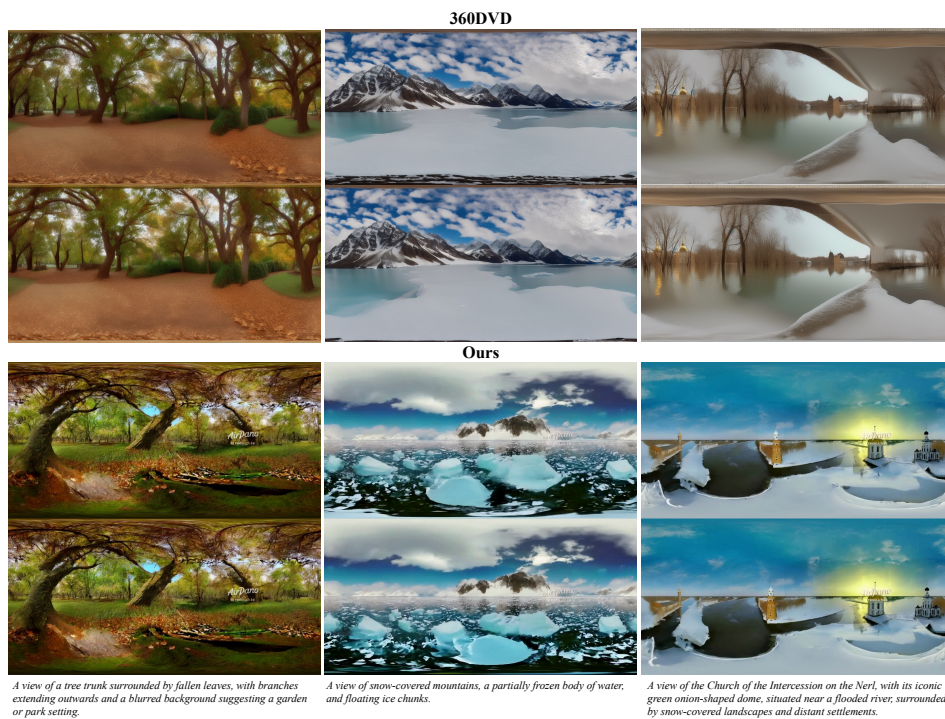 360DVD
Ours
AirPano
AirPano
A view of a tree trunk surrounded by fallen leaves, with branches
extending outwards and a blurred background suggesting a garden
or park setting.
A view of snow-covered mountains, a partially frozen body of water,
and floating ice chunks.
A view of the Church of the Intercession on the Nerl, with its iconic
green onion-shaped dome, situated near a flooded river, surrounded
by snow-covered landscapes and distant settlements.